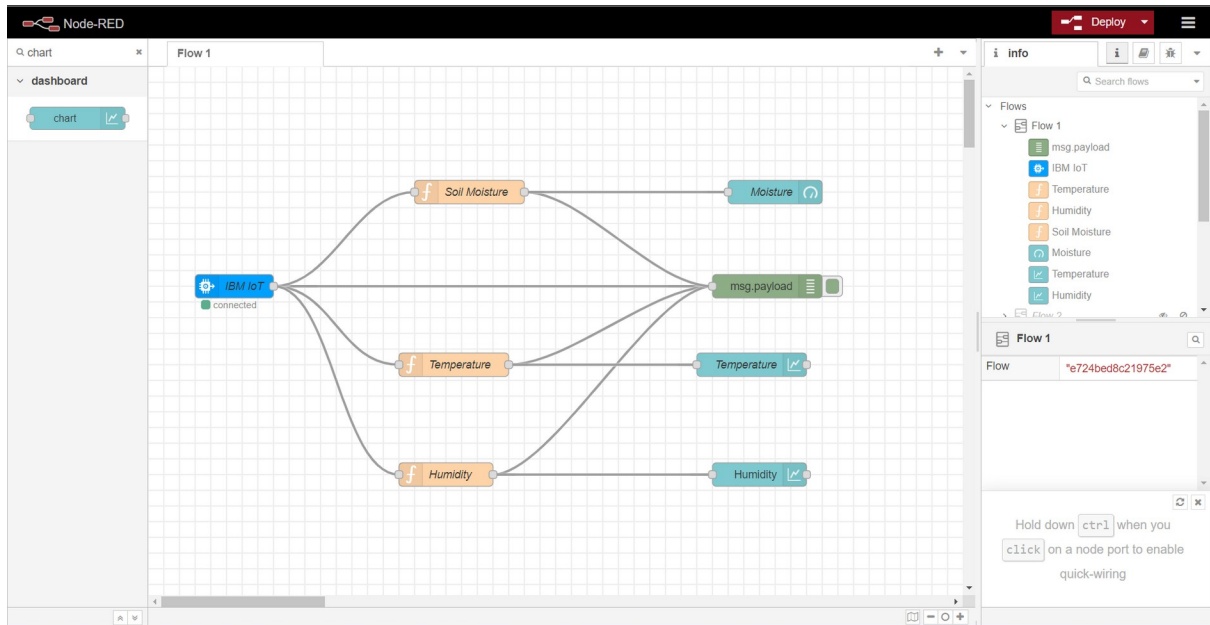 Node-RED
Deploy
chart
dashboard
chart
Flow 1
Soil Moisture
Moisture
IBM IoT
connected
msg.payload
Temperature
Temperature
Humidity
Humidity
i info
i
Search flows
Flows
Flow 1
msg.payload
IBM IoT
Temperature
Humidity
Soil Moisture
Moisture
Temperature
Humidity
Flow 2
Flow 1
Flow "e724bed8c21975e2"
Hold down ctrl when you
click on a node port to enable
quick-wiring